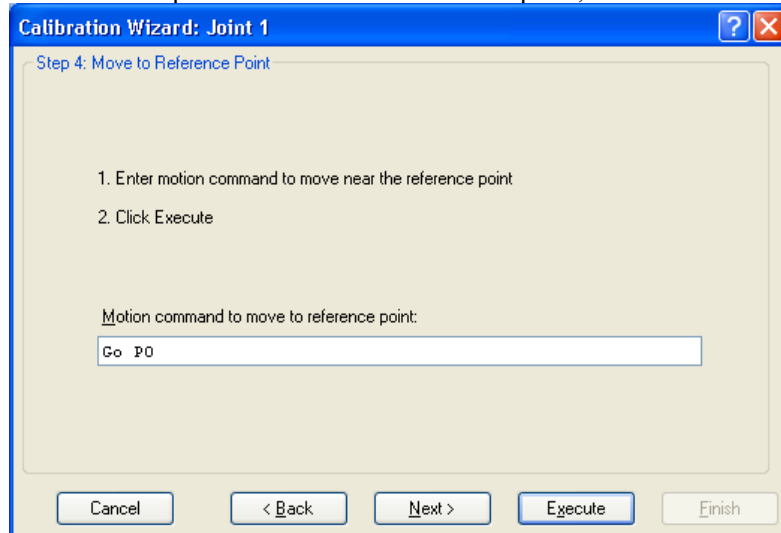 Calibration Wizard: Joint 1
Step 4: Move to Reference Point
1. Enter motion command to move near the reference point
2. Click Execute
Motion command to move to reference point:
Go P0
Cancel
< Back
Next >
Execute
Finish